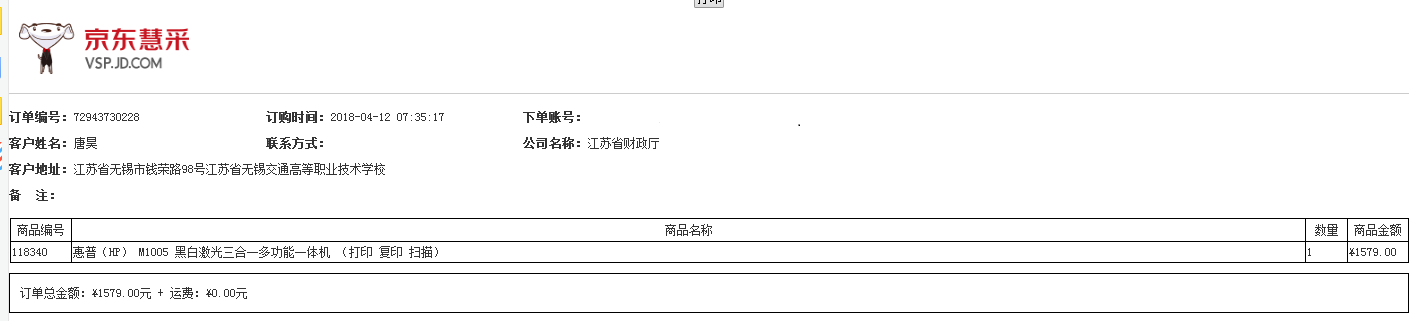 打印
京东慧采
VSP.JD.COM
订单编号：72943730228 订购时间：2018-04-12 07:35:17 下单账号：
客户姓名：唐昊 联系方式： 公司名称：江苏省财政厅
客户地址：江苏省无锡市钱荣路98号江苏省无锡交通高等职业技术学校
备 注：
商品编号 商品名称 数量 商品金额
118340 惠普（HP） M1005 黑白激光三合一多功能一体机 （打印 复印 扫描） 1 ¥1579.00
订单总金额：¥1579.00元 + 运费：¥0.00元